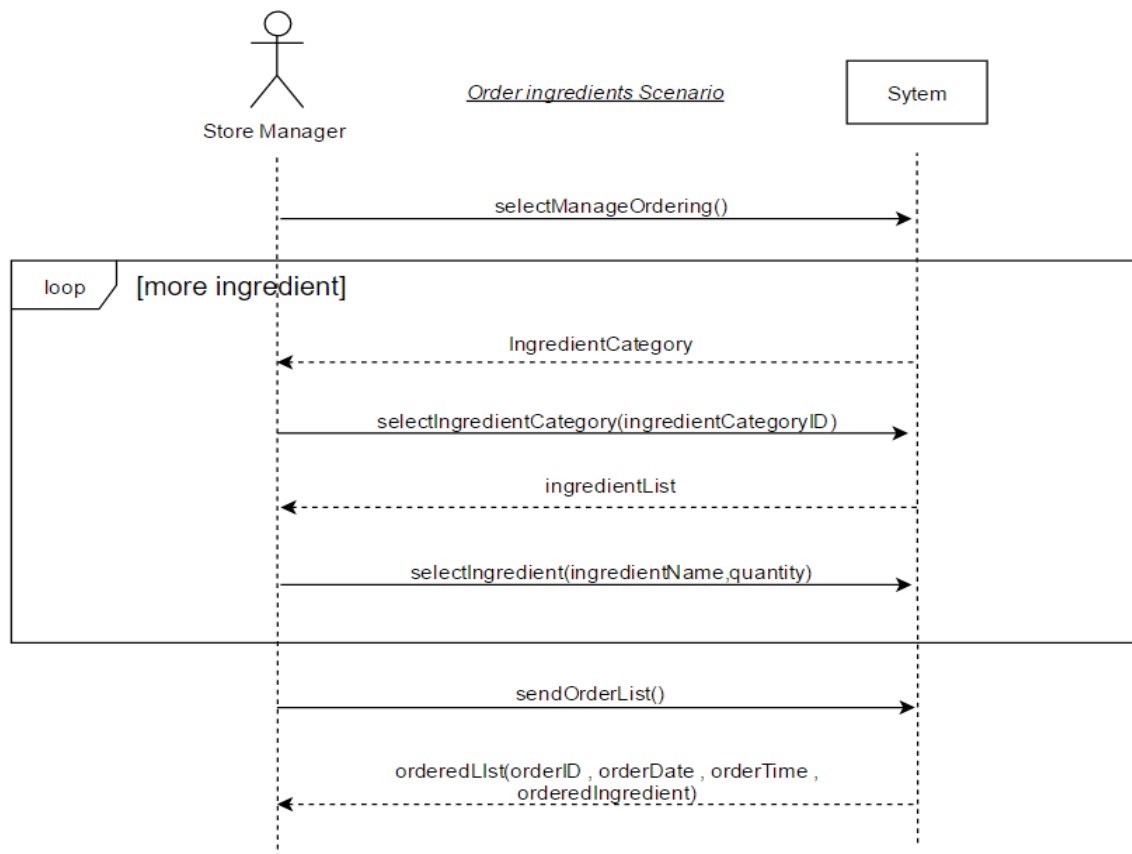 Order ingredients Scenario
Sytem
Store Manager
selectManageOrdering()
loop
[more ingredient]
IngredientCategory
selectIngredientCategory(ingredientCategoryID)
ingredientList
selectIngredient(ingredientName,quantity)
sendOrderList()
orderedLIst(orderID , orderDate , orderTime ,
orderedIngredient)